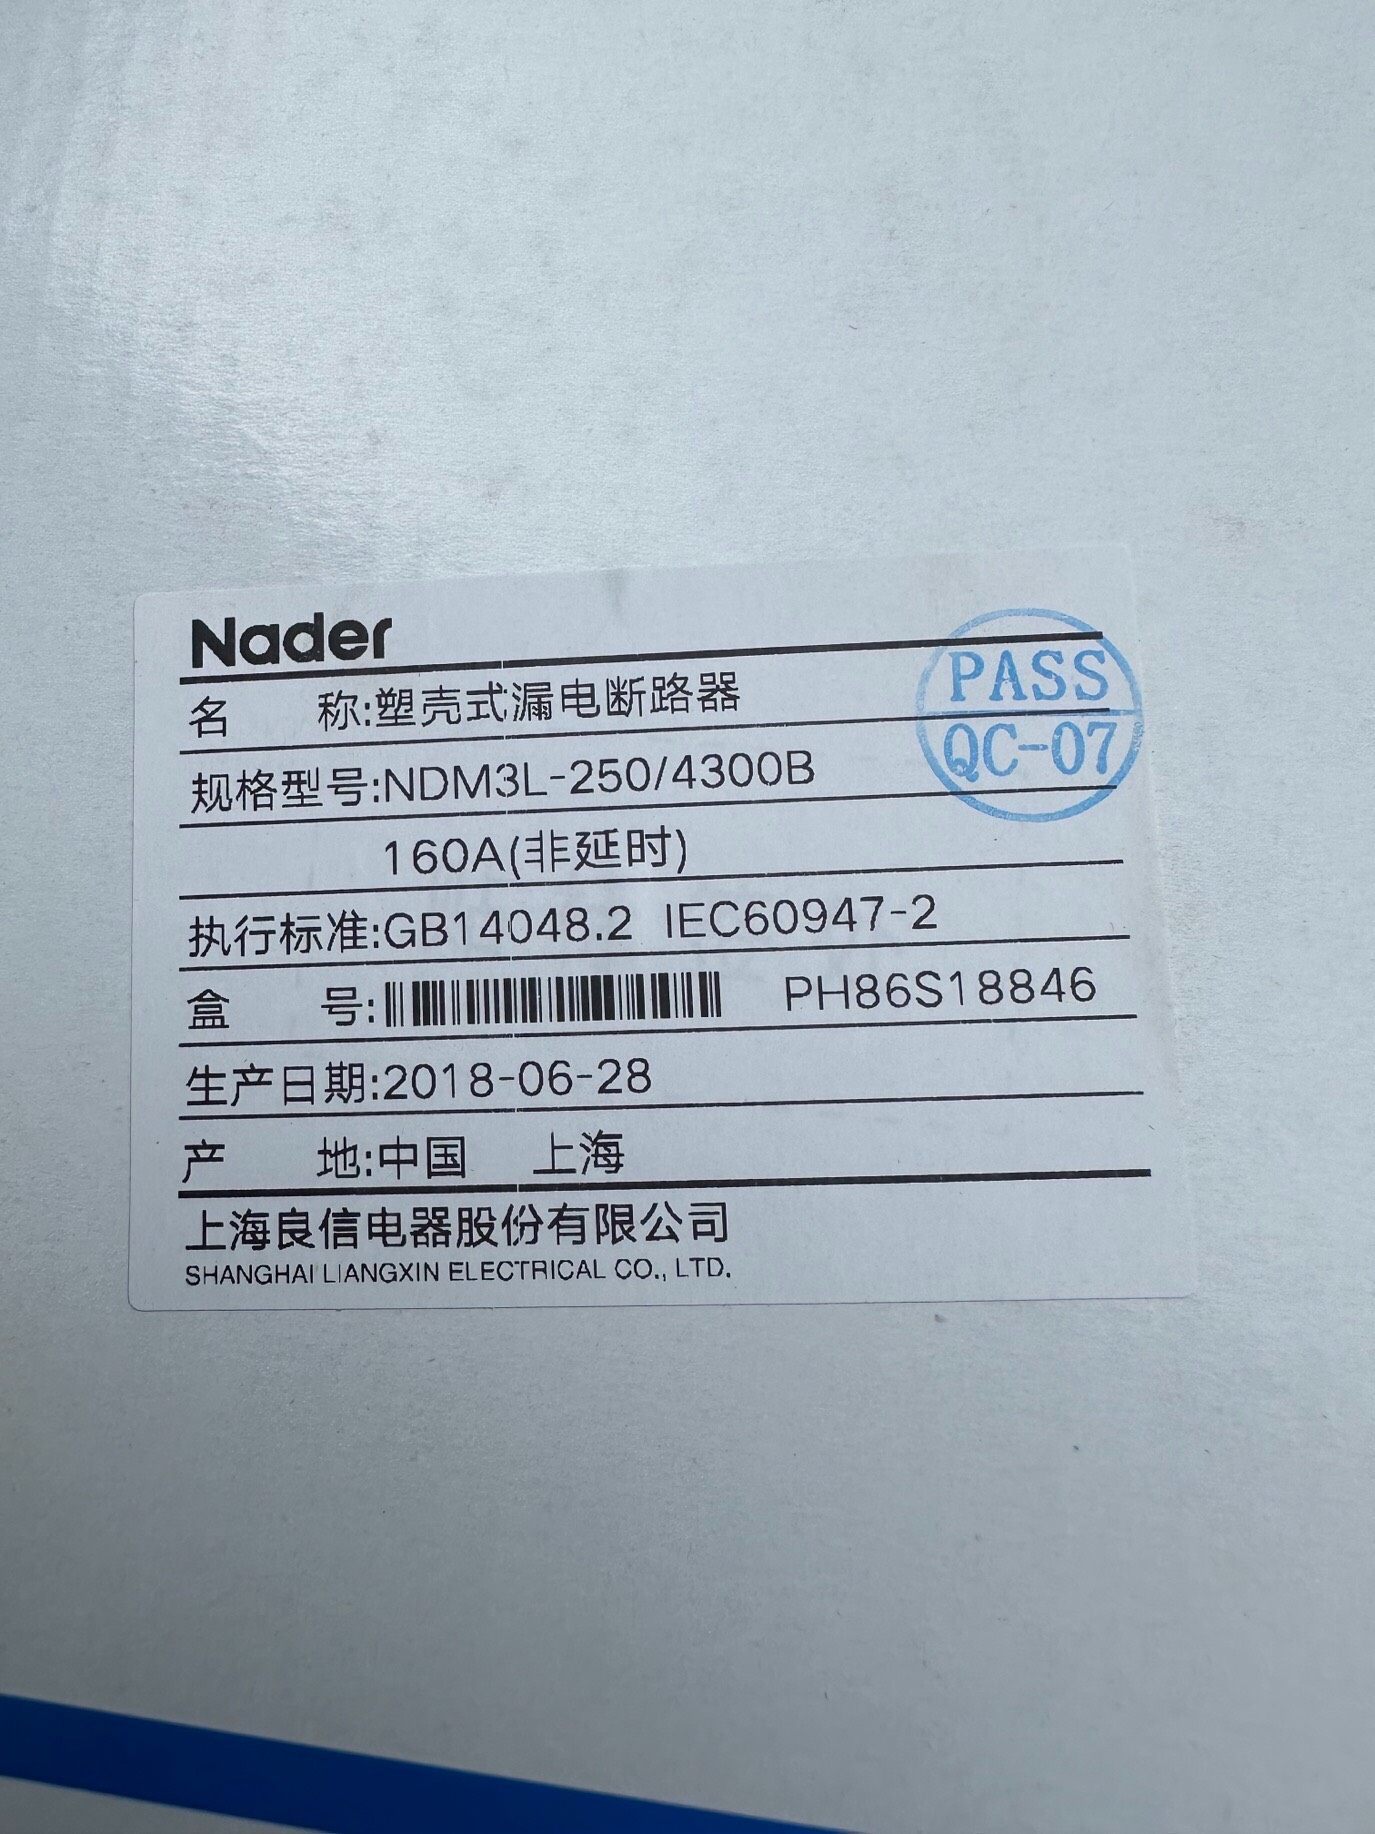 Nader
名 称:塑壳式漏电断路器
规格型号:NDM3L-250/4300B
160A(非延时)
执行标准:GB14048.2 IEC60947-2
盒 号: PH86S18846
生产日期:2018-06-28
产 地:中国 上海
上海良信电器股份有限公司
SHANGHAI LIANGXIN ELECTRICAL CO., LTD.
PASS
QC-07